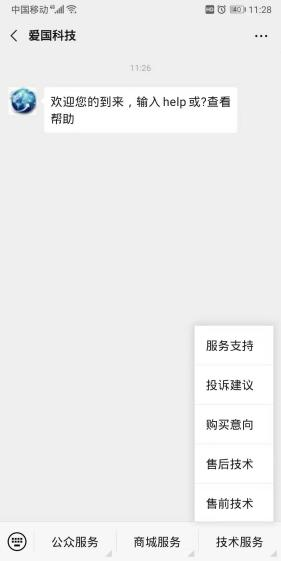 中国移动 4G 40 11:28
爱国科技
11:26
欢迎您的到来，输入help或?查看
帮助
服务支持
投诉建议
购买意向
售后技术
售前技术
公众服务 商城服务 技术服务